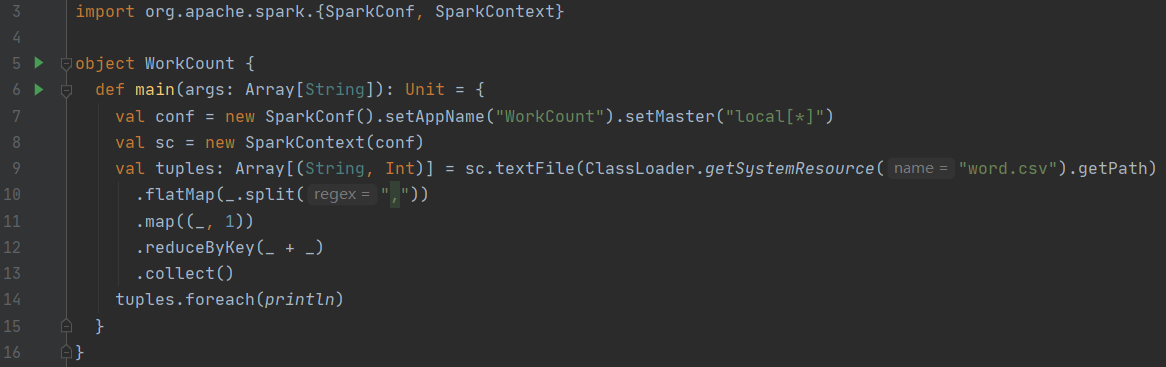 3 import org.apache.spark.{SparkConf, SparkContext}
4
5 object WorkCount {
6 def main(args: Array[String]): Unit = {
7 val conf = new SparkConf().setAppName("WorkCount").setMaster("local[*]")
8 val sc = new SparkContext(conf)
9 val tuples: Array[(String, Int)] = sc.textFile(ClassLoader.getSystemResource( name = "word.csv").getPath)
10 .flatMap(_.split( regex = ","))
11 .map((_, 1))
12 .reduceByKey(_ + _)
13 .collect()
14 tuples.foreach(println)
15 }
16 }